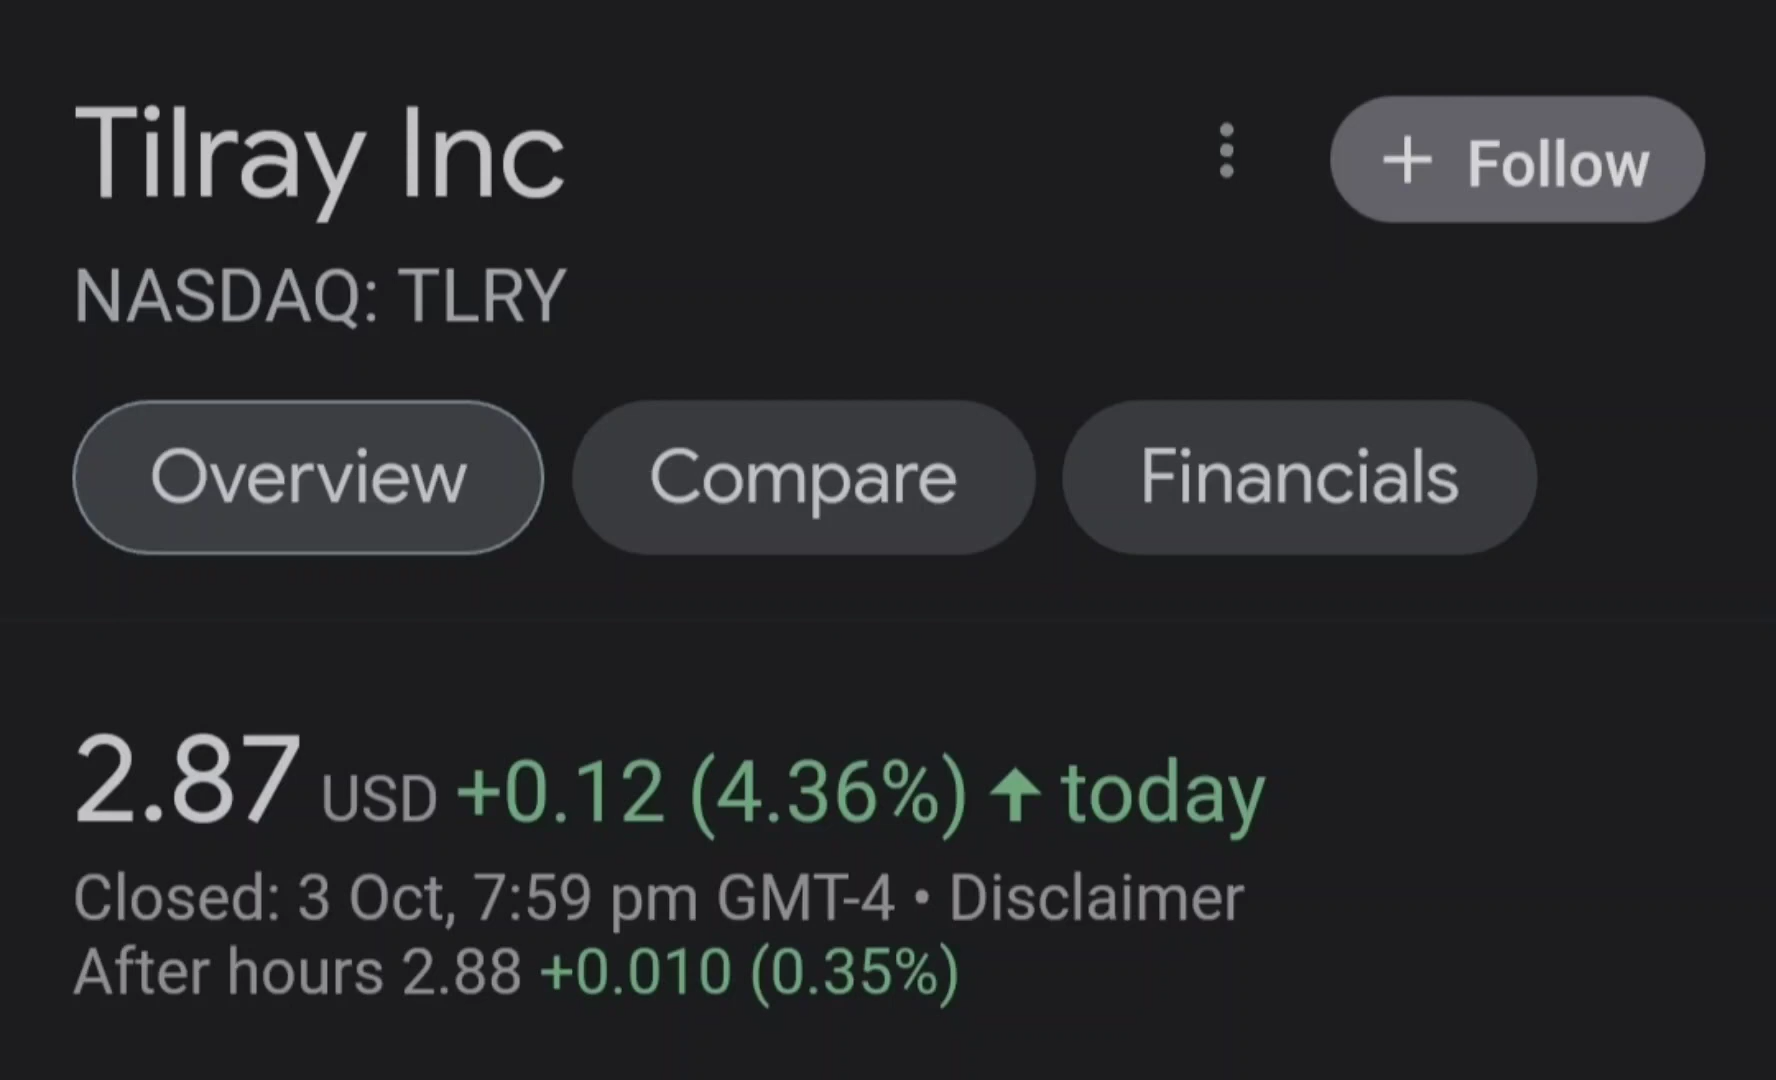 Tilray Inc
+ Follow
NASDAQ: TLRY
Overview
Compare
Financials
2.87 USD +0.12 (4.36%) ↑ today
Closed: 3 Oct, 7:59 pm GMT-4 • Disclaimer
After hours 2.88 +0.010 (0.35%)